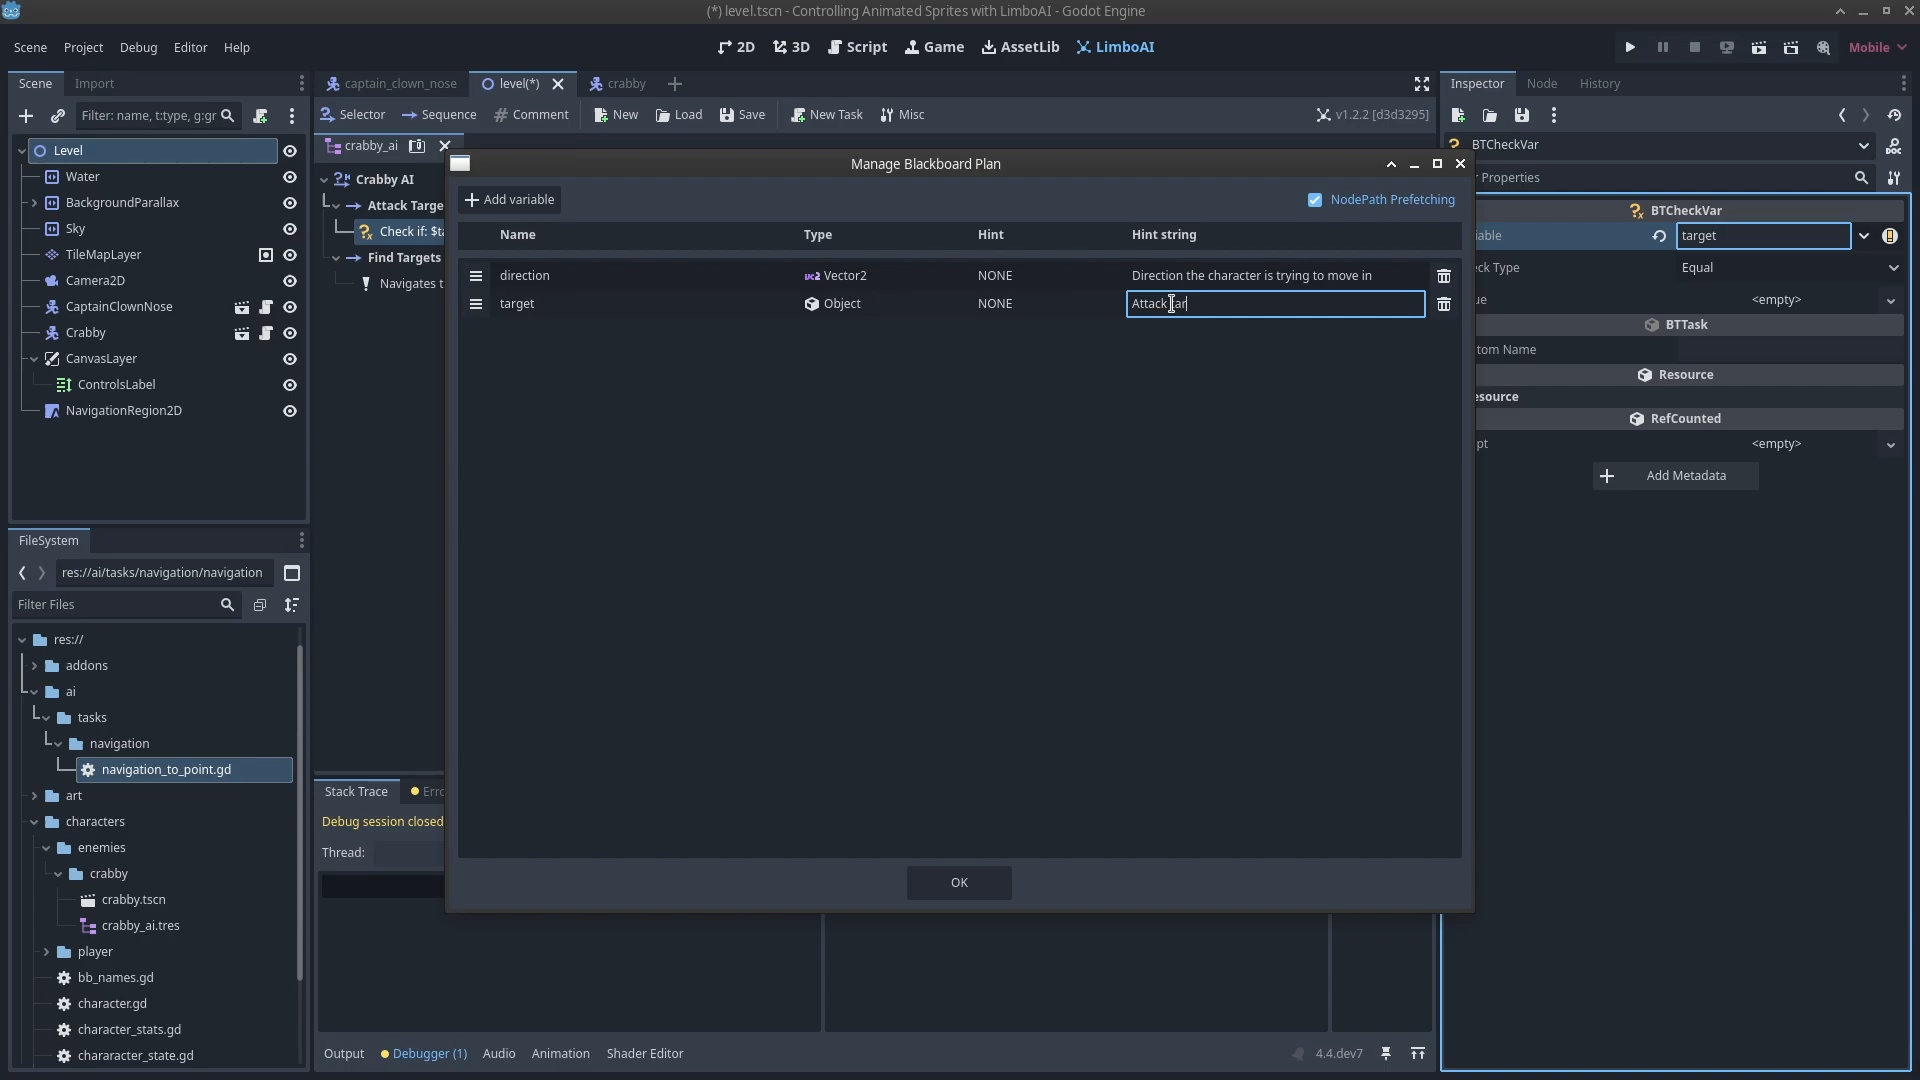 (*) level.tscn - Controlling Animated Sprites with LimboAI - Godot Engine
Scene Project Debug Editor Help
2D 3D Script Game AssetLib LimboAI
Mobile
Scene Import
captain_clown_nose level(*) crabby
Inspector Node History
Filter: name, t:type, g:gr
Selector Sequence # Comment New Load Save New Task Misc
v1.2.2 [d3d3295]
crabby_ai
BTCheckVar
Level
Water
BackgroundParallax
Sky
TileMapLayer
Camera2D
CaptainClownNose
Crabby
CanvasLayer
ControlsLabel
NavigationRegion2D
Crabby AI
Attack Targe
Check if: $ta
Find Targets
Navigates t
Manage Blackboard Plan
Add variable
NodePath Prefetching
Name Type Hint Hint string
direction Vector2 NONE Direction the character is trying to move in
target Object NONE Attack tar
OK
r Properties
BTCheckVar
iable target
ck Type Equal
ue <empty>
BTTask
tom Name
Resource
esource
RefCounted
pt <empty>
Add Metadata
FileSystem
res://ai/tasks/navigation/navigation
Filter Files
res://
addons
ai
tasks
navigation
navigation_to_point.gd
art
characters
enemies
crabby
crabby.tscn
crabby_ai.tres
player
bb_names.gd
character.gd
character_stats.gd
chararacter_state.gd
Stack Trace Erro
Debug session closed
Thread:
Output Debugger (1) Audio Animation Shader Editor
4.4.dev7